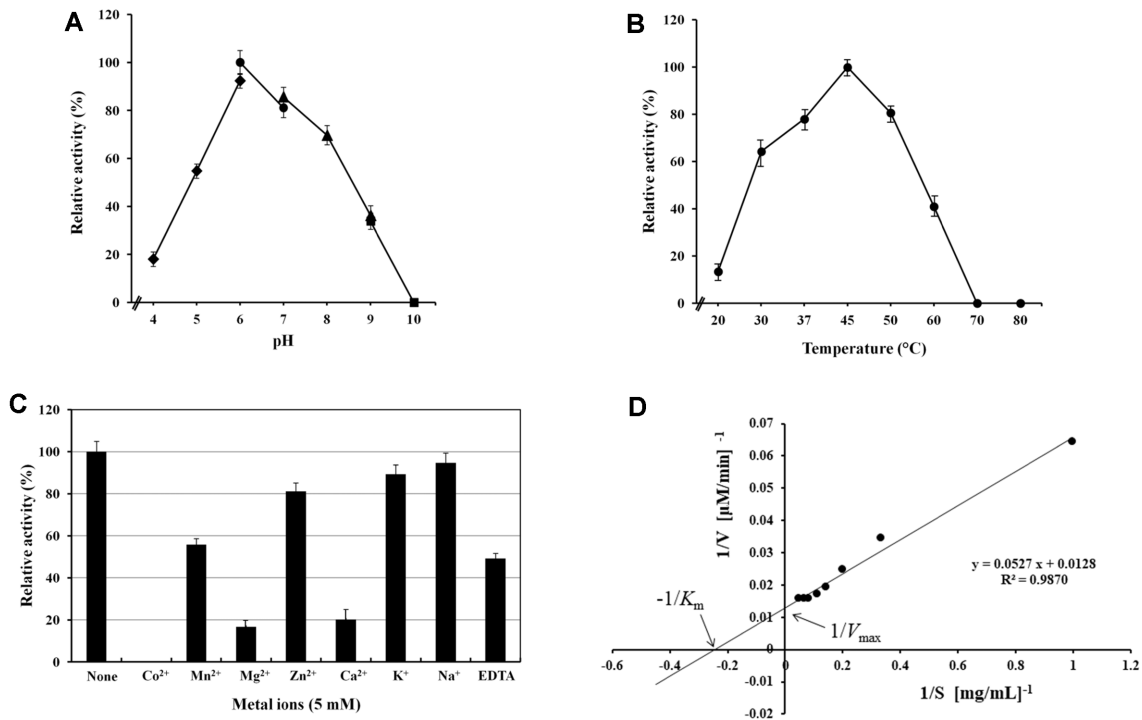 A
120
100
80
60
40
20
0
Relative activity (%)
4 5 6 7 8 9 10
pH
B
120
100
80
60
40
20
0
Relative activity (%)
20 30 37 45 50 60 70 80
Temperature (°C)
C
120
100
80
60
40
20
0
Relative activity (%)
None Co²⁺ Mn²⁺ Mg²⁺ Zn²⁺ Ca²⁺ K⁺ Na⁺ EDTA
Metal ions (5 mM)
D
0.07
0.06
0.05
0.04
0.03
0.02
0.01
0
-0.01
-0.02
1/V [µM/min]⁻¹
y = 0.0527 x + 0.0128
R² = 0.9870
-1/Km
1/Vmax
-0.6 -0.4 -0.2 0 0.2 0.4 0.6 0.8 1 1.2
1/S [mg/mL]⁻¹